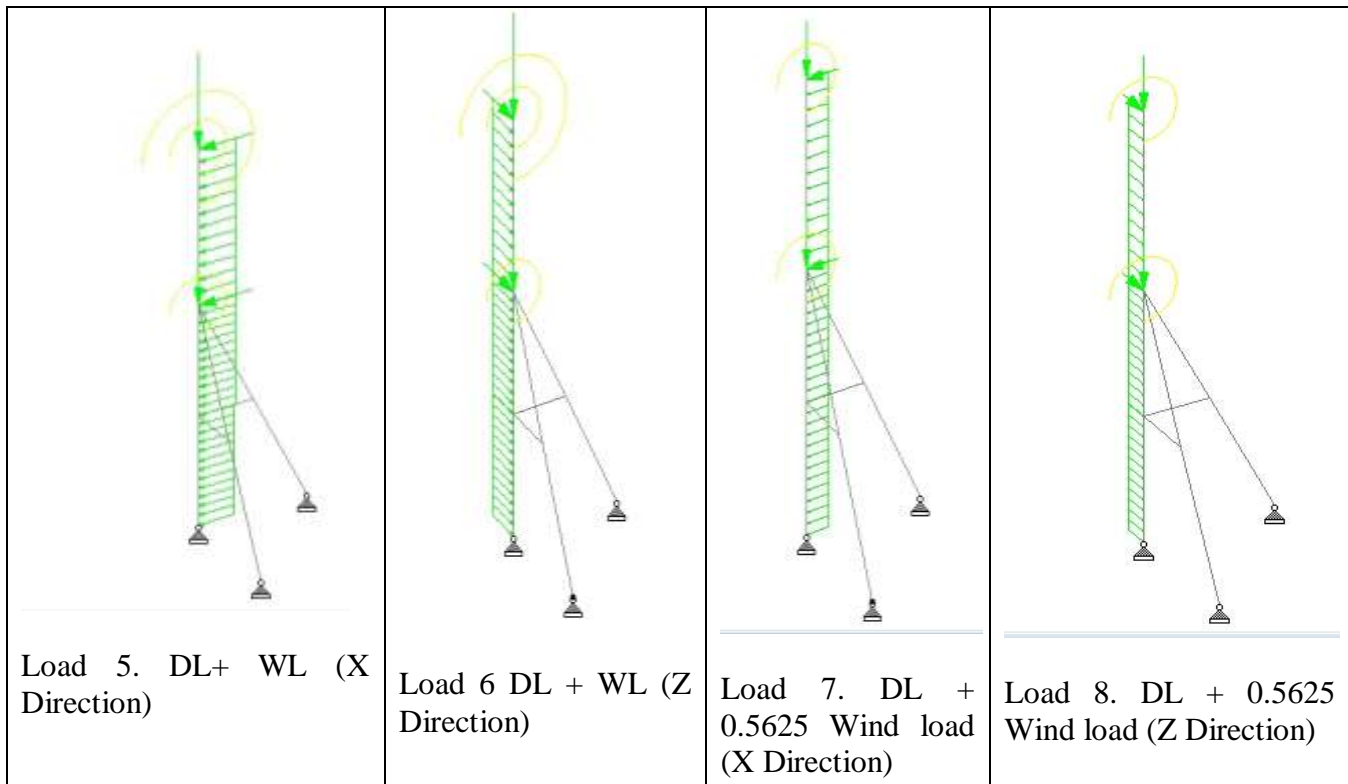 Load 5. DL+ WL (X
Direction)
Load 6 DL + WL (Z
Direction)
Load 7. DL +
0.5625 Wind load
(X Direction)
Load 8. DL + 0.5625
Wind load (Z Direction)